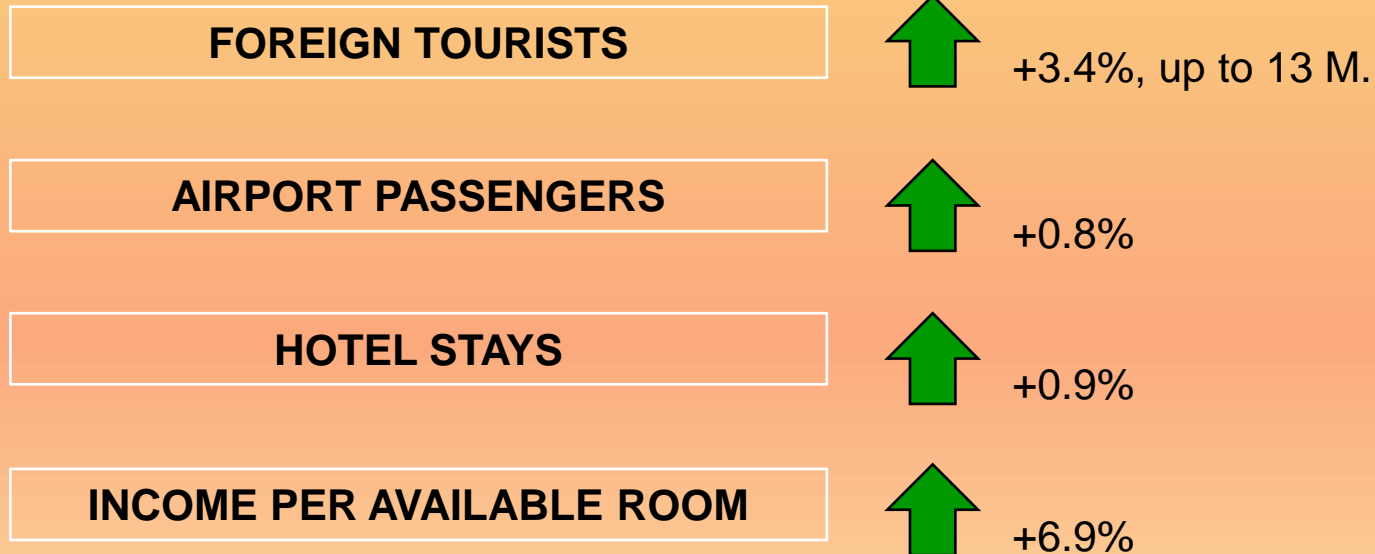 FOREIGN TOURISTS
+3.4%, up to 13 M.
AIRPORT PASSENGERS
+0.8%
HOTEL STAYS
+0.9%
INCOME PER AVAILABLE ROOM
+6.9%